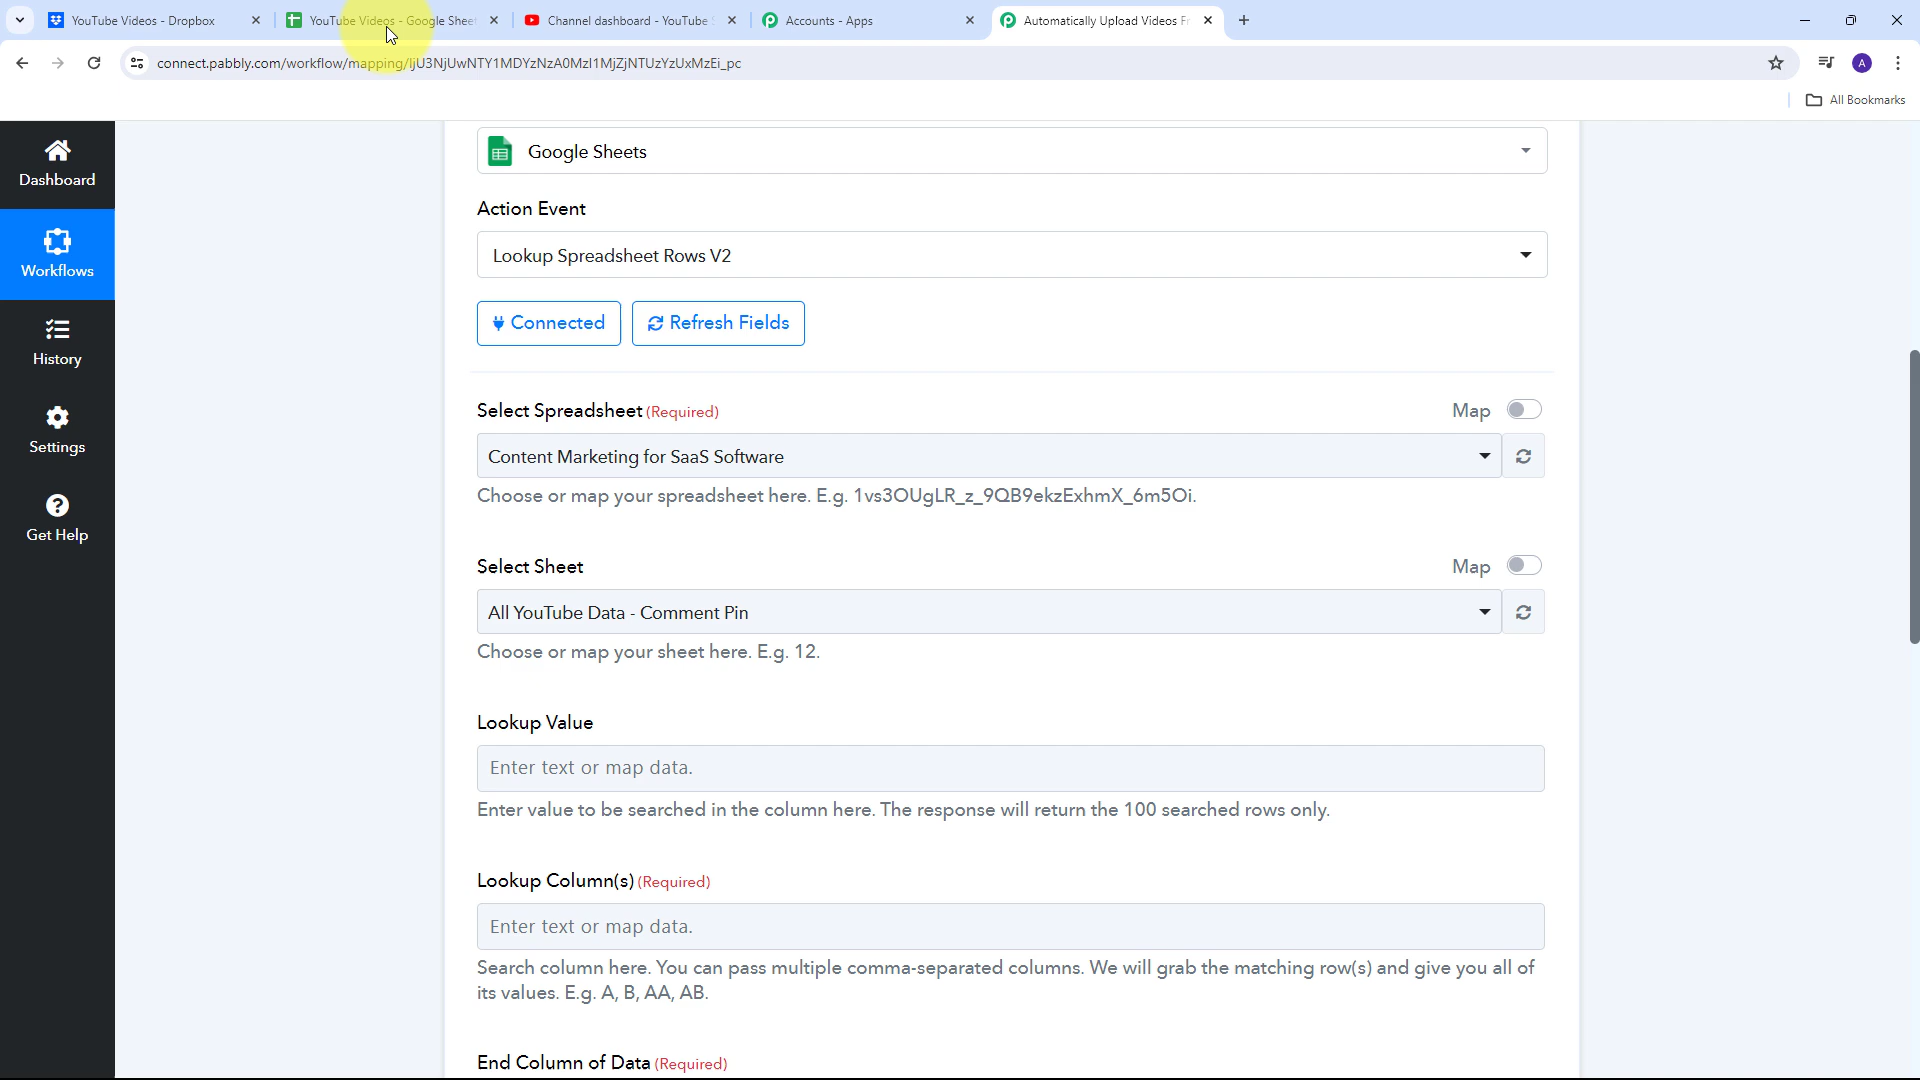 YouTube Videos - Dropbox
YouTube Videos - Google Sheet
Channel dashboard - YouTube S
Accounts - Apps
Automatically Upload Videos Fr
connect.pabbly.com/workflow/mapping/IjU3NjUwNTY1MDYzNzA0MzI1MjZjNTUzYzUxMzEi_pc
A
All Bookmarks
Dashboard
Workflows
History
Settings
Get Help
Google Sheets
Action Event
Lookup Spreadsheet Rows V2
Connected
Refresh Fields
Select Spreadsheet (Required)
Map
Content Marketing for SaaS Software
Choose or map your spreadsheet here. E.g. 1vs3OUgLR_z_9QB9ekzExhmX_6m5Oi.
Select Sheet
Map
All YouTube Data - Comment Pin
Choose or map your sheet here. E.g. 12.
Lookup Value
Enter text or map data.
Enter value to be searched in the column here. The response will return the 100 searched rows only.
Lookup Column(s) (Required)
Enter text or map data.
Search column here. You can pass multiple comma-separated columns. We will grab the matching row(s) and give you all of
its values. E.g. A, B, AA, AB.
End Column of Data (Required)